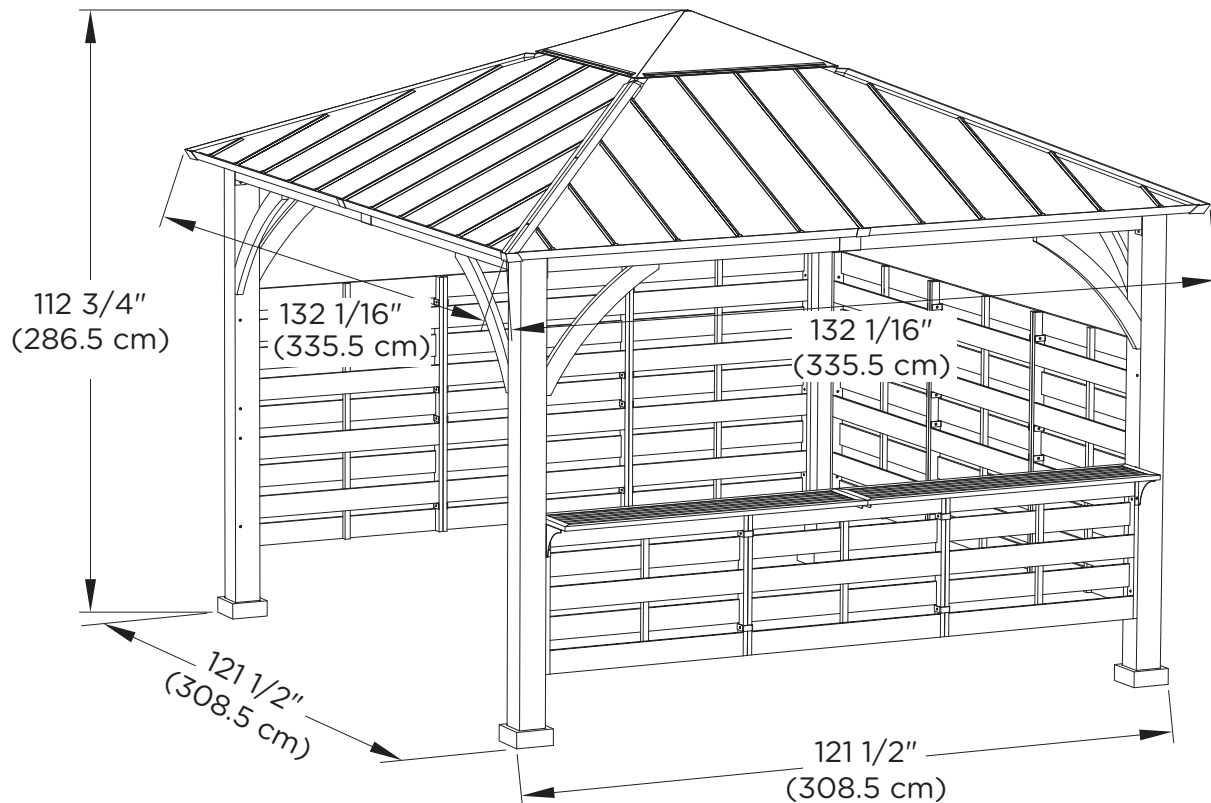 112 3/4"
(286.5 cm)
132 1/16"
(335.5 cm)
132 1/16"
(335.5 cm)
121 1/2"
(308.5 cm)
121 1/2"
(308.5 cm)